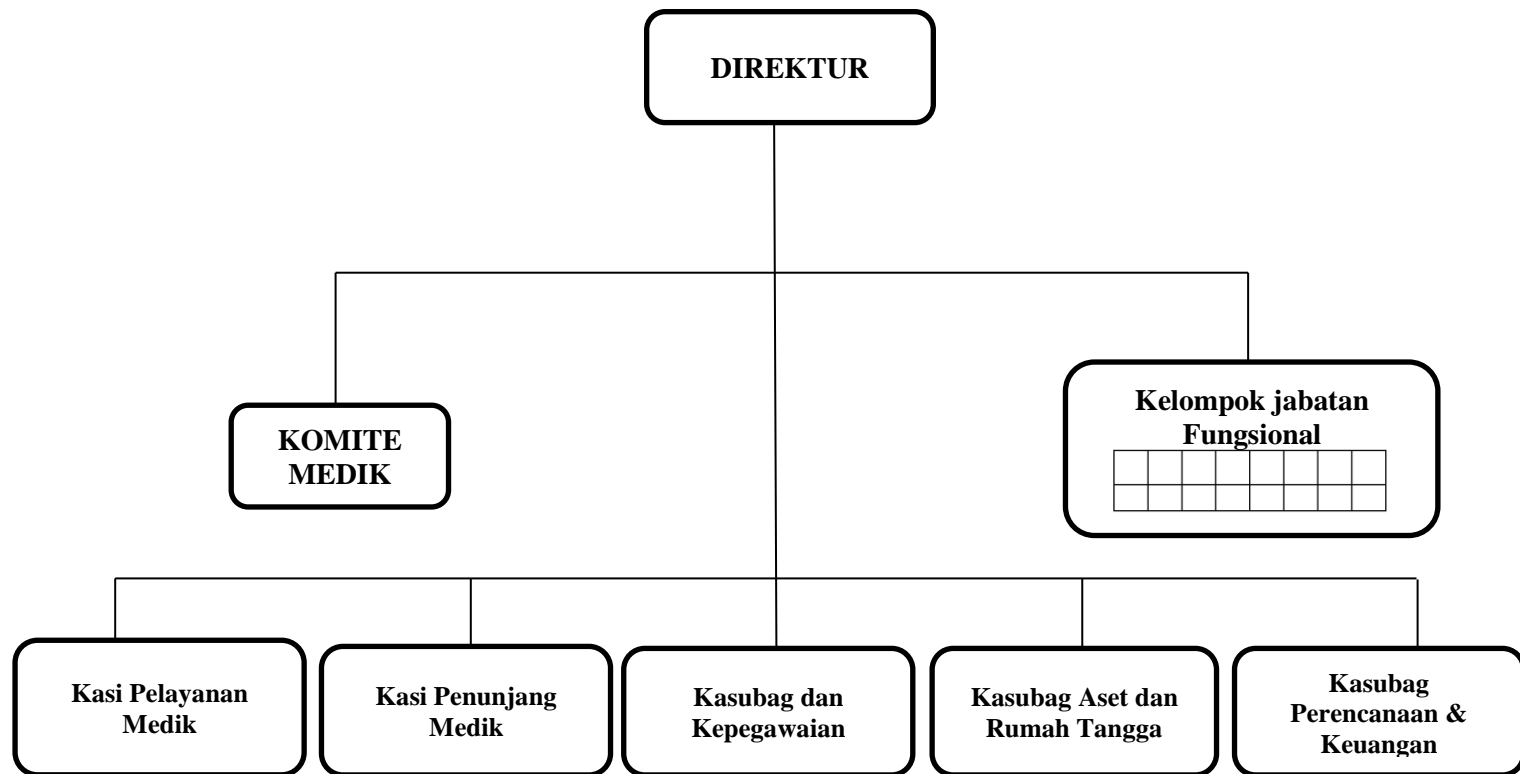 DIREKTUR
Kelompok jabatan
Fungsional
KOMITE
MEDIK
Kasi Pelayanan
Medik
Kasi Penunjang
Medik
Kasubag dan
Kepegawaian
Kasubag Aset dan
Rumah Tangga
Kasubag
Perencanaan &
Keuangan